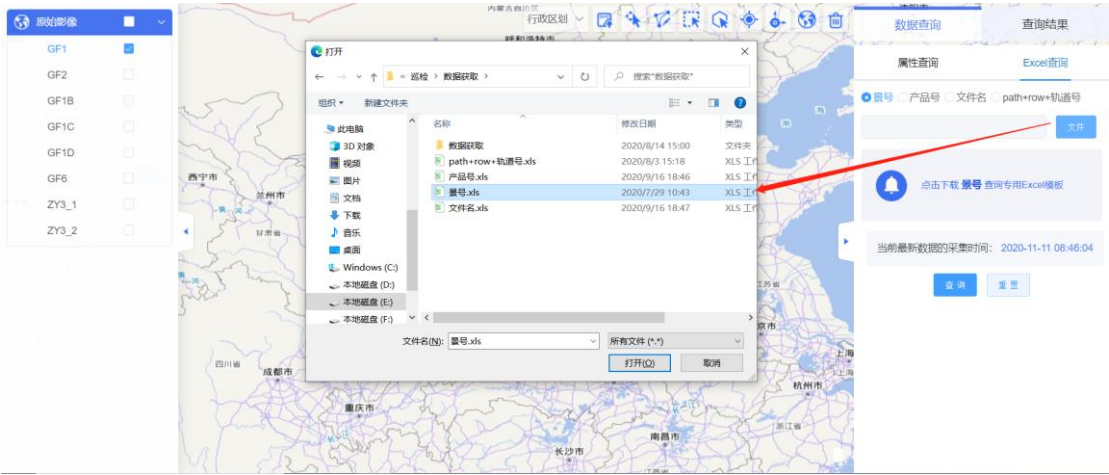 原始影像
GF1
GF2
GF1B
GF1C
GF1D
GF6
ZY3_1
ZY3_2
行政区划
西宁市
兰州市
甘肃省
四川省
成都市
重庆市
长沙市
南昌市
杭州市
浙江省
上海
打开
« 巡检 › 数据获取 ›
搜索"数据获取"
组织 新建文件夹
此电脑
3D 对象
视频
图片
文档
下载
音乐
桌面
Windows (C:)
本地磁盘 (D:)
本地磁盘 (E:)
本地磁盘 (F:)
名称 修改日期 类型
数据获取 2020/8/14 15:00 文件夹
path+row+轨道号.xls 2020/8/3 15:18 XLS 工作
产品号.xls 2020/9/16 18:46 XLS 工作
景号.xls 2020/7/29 10:43 XLS 工作
文件名.xls 2020/9/16 18:47 XLS 工作
文件名(N): 景号.xls 所有文件 (*.*)
打开(O) 取消
数据查询 查询结果
属性查询 Excel查询
景号 产品号 文件名 path+row+轨道号
文件
点击下载 景号 查询专用Excel模板
当前最新数据的采集时间: 2020-11-11 08:46:04
查 询 重 置